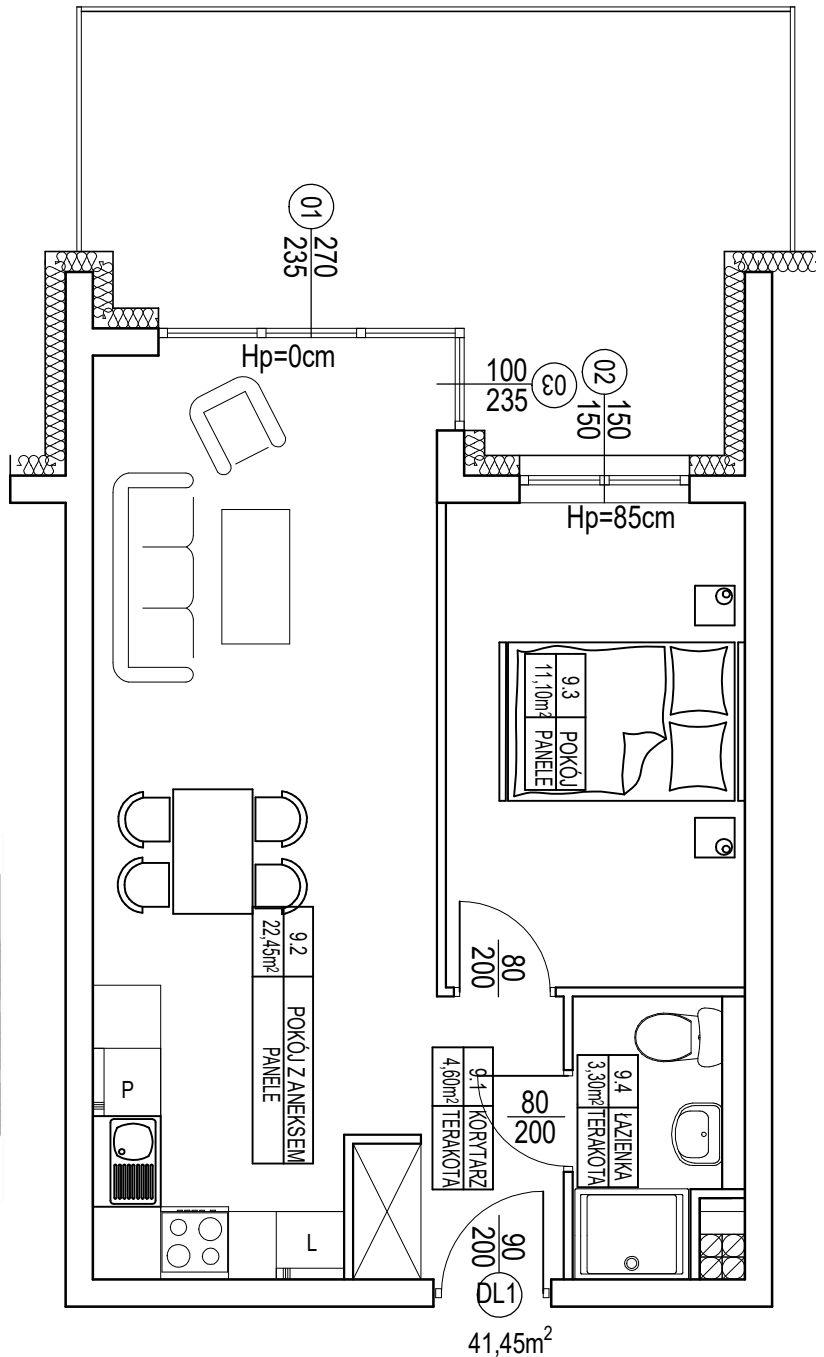 01
270
235
Hp=0cm
100
235
03
02
150
150
Hp=85cm
9.3 POKÓJ
11,10m² PANELE
9.2 POKÓJ Z ANEKSEM
22,45m² PANELE
80
200
9.1 KORYTARZ
4,60m² TERAKOTA
80
200
9.4 ŁAZIENKA
3,30m² TERAKOTA
P
L
90
200
DL1
41,45m²